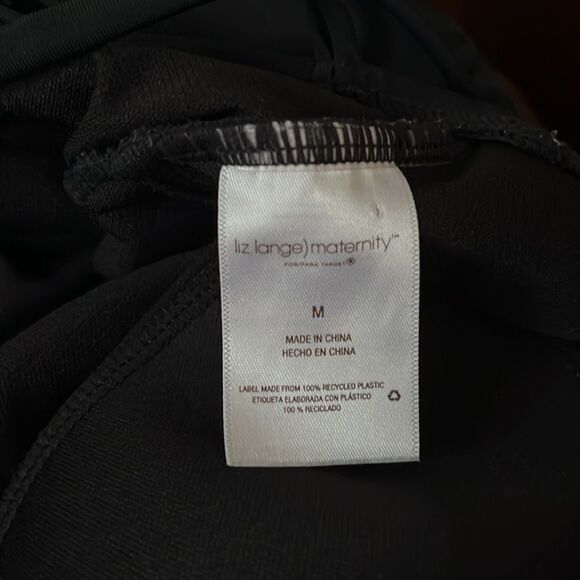 liz lange)maternity™
FOR/PARA TARGET®
M
MADE IN CHINA
HECHO EN CHINA
LABEL MADE FROM 100% RECYCLED PLASTIC
ETIQUETA ELABORADA CON PLÁSTICO
100 % RECICLADO